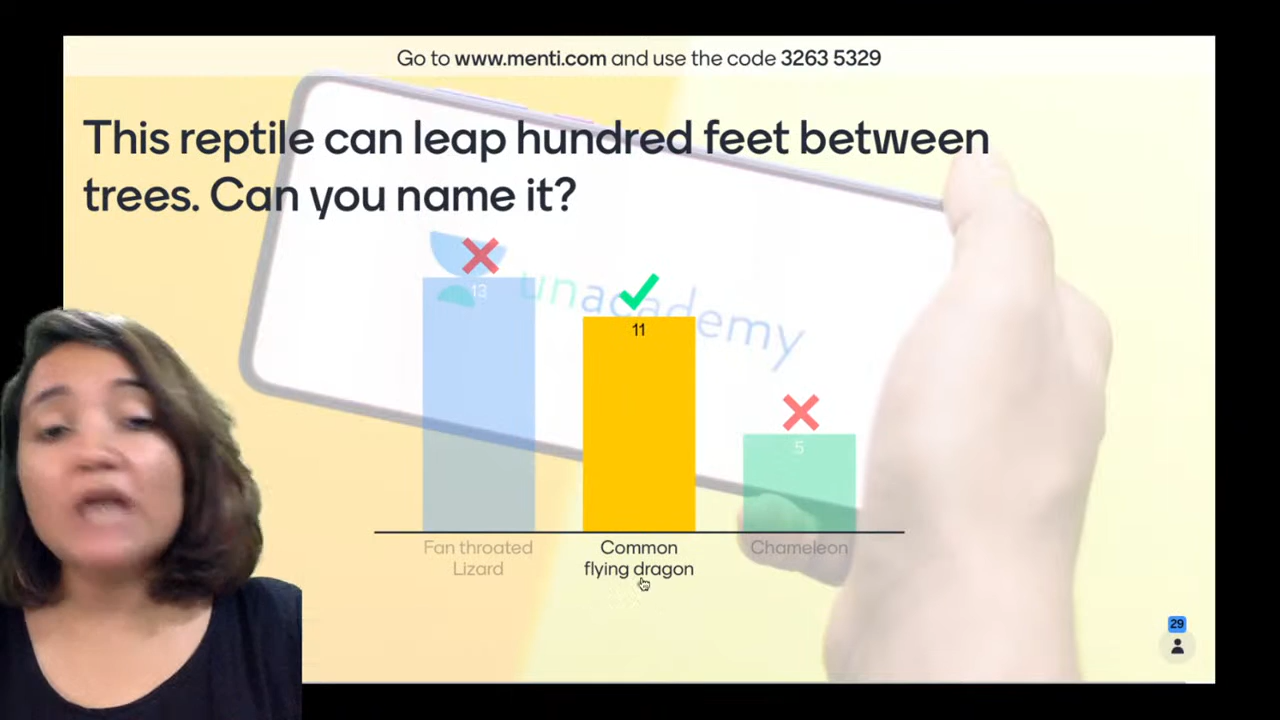 Go to www.menti.com and use the code 3263 5329
This reptile can leap hundred feet between
trees. Can you name it?
unacademy
13
11
5
Fan throated
Lizard
Common
flying dragon
Chameleon
29